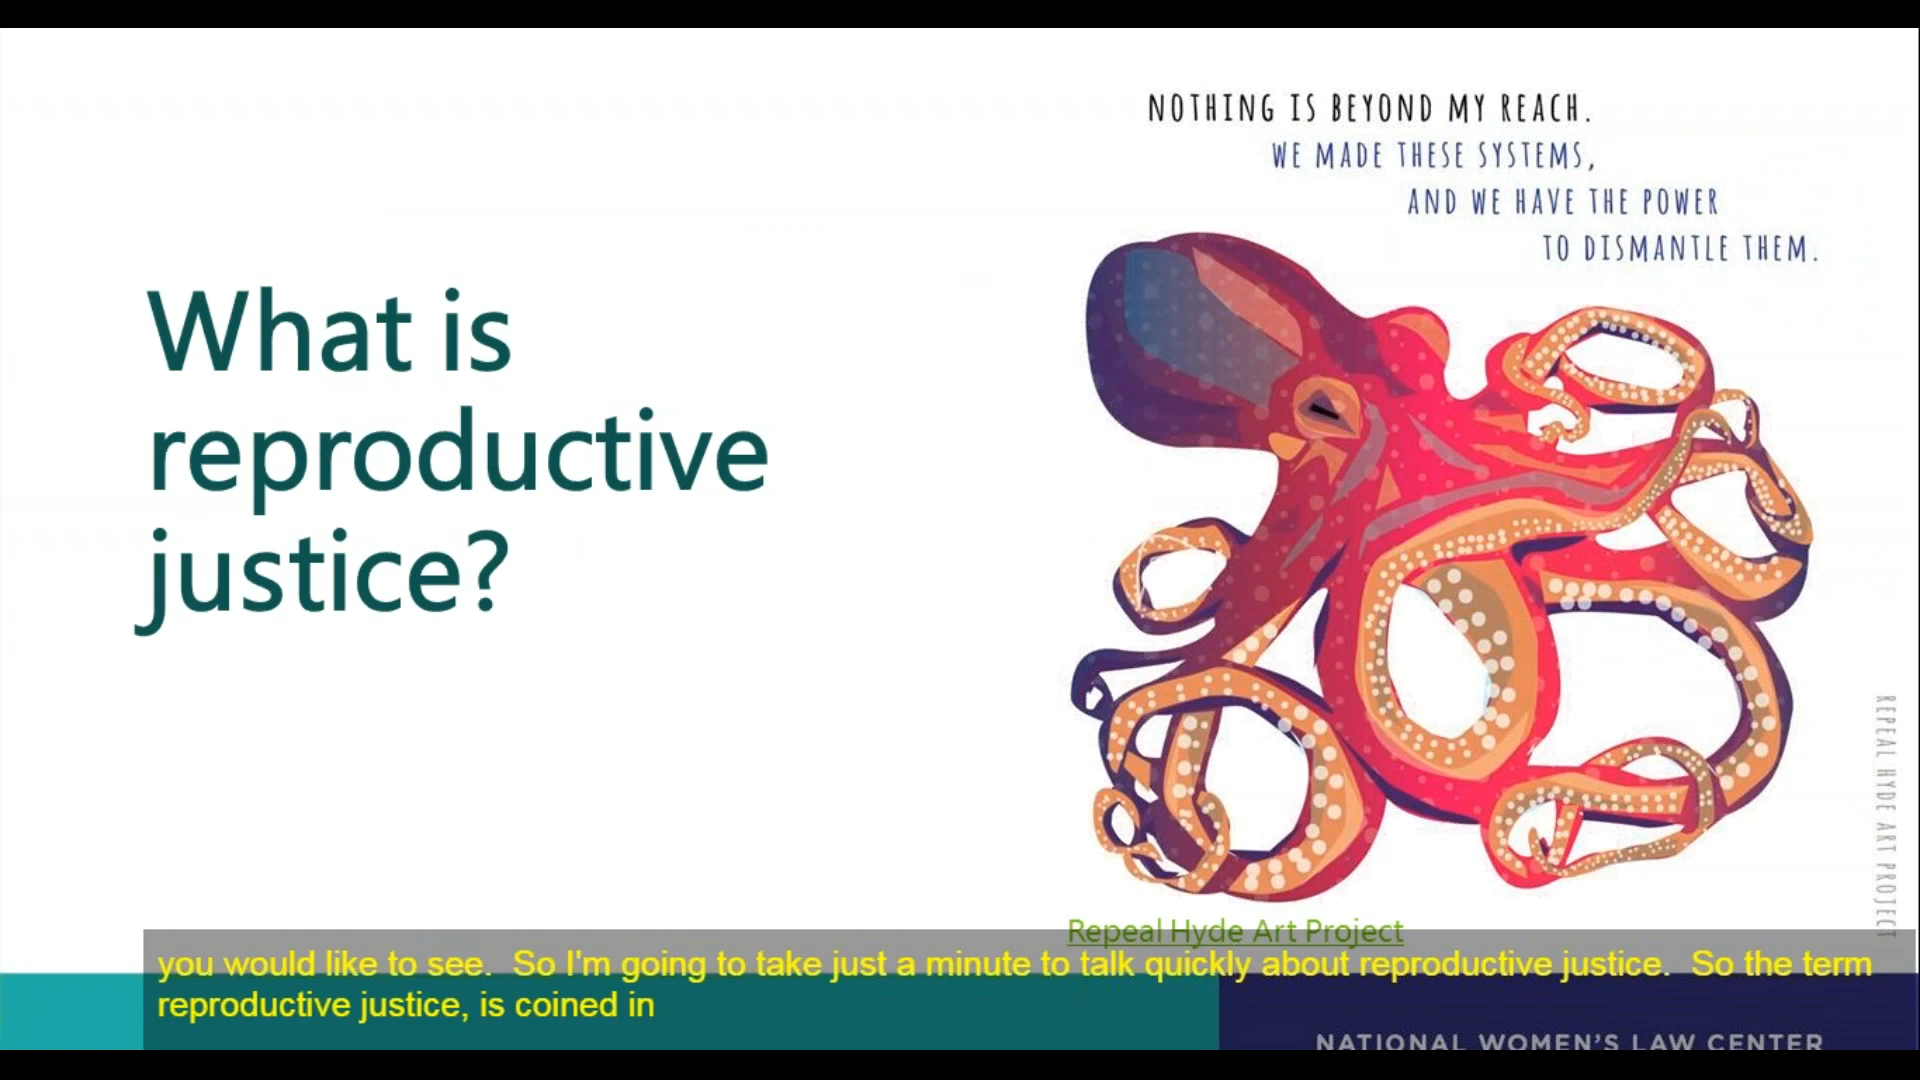 NOTHING IS BEYOND MY REACH.
WE MADE THESE SYSTEMS,
AND WE HAVE THE POWER
TO DISMANTLE THEM.
What is
reproductive
justice?
REPEAL HYDE ART PROJECT
Repeal Hyde Art Project
you would like to see.  So I'm going to take just a minute to talk quickly about reproductive justice.  So the term
reproductive justice, is coined in
NATIONAL WOMEN'S LAW CENTER